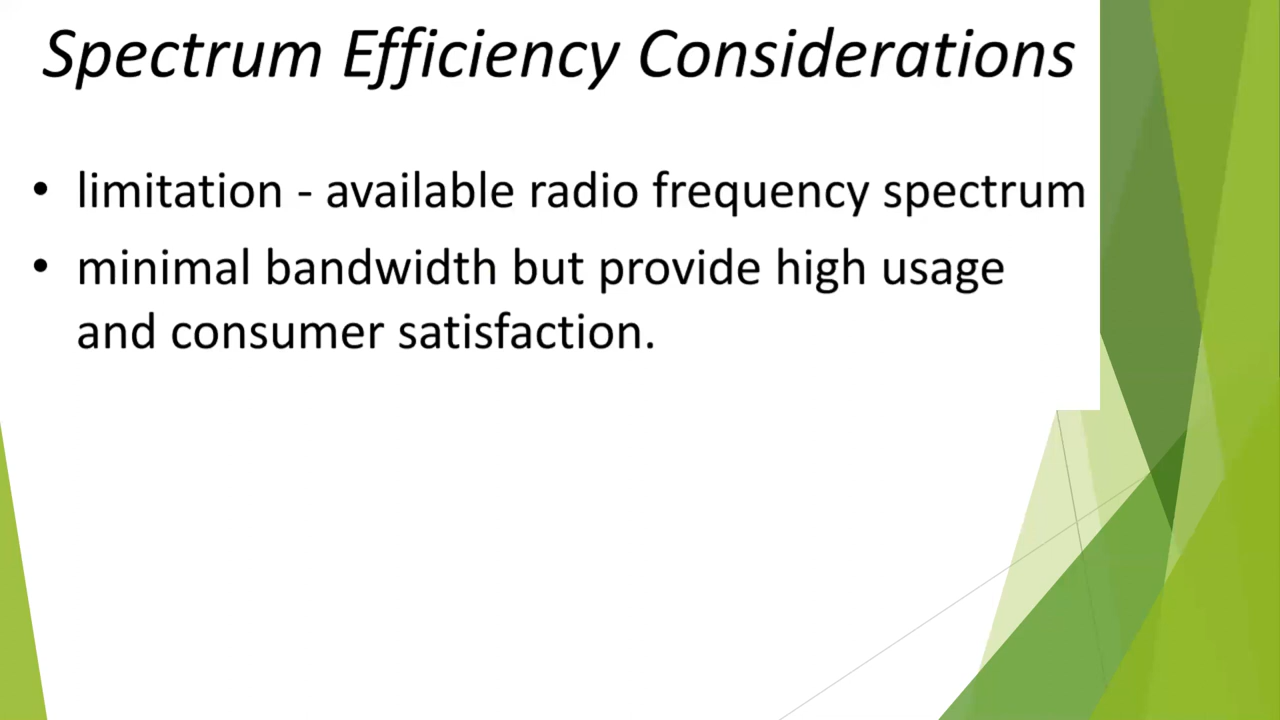 Spectrum Efficiency Considerations
• limitation - available radio frequency spectrum
• minimal bandwidth but provide high usage
and consumer satisfaction.